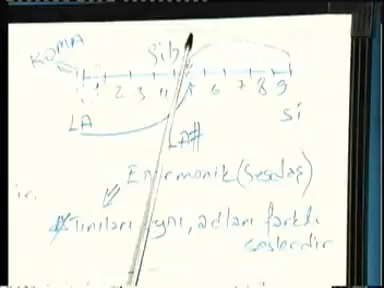 KOMA
Sib
1 2 3 4 5 6 7 8 9
LA
Si
LA#
Enarmonik (Sesdaş)
Tınıları aynı, adları farklı
seslerdir